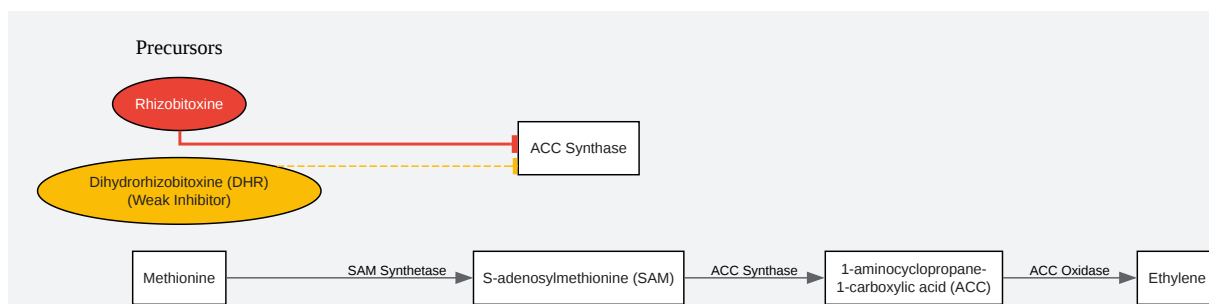 Precursors
Rhizobitoxine
ACC Synthase
Dihydrorhizobitoxine (DHR)
(Weak Inhibitor)
Methionine
SAM Synthetase
S-adenosylmethionine (SAM)
ACC Synthase
1-aminocyclopropane-
1-carboxylic acid (ACC)
ACC Oxidase
Ethylene